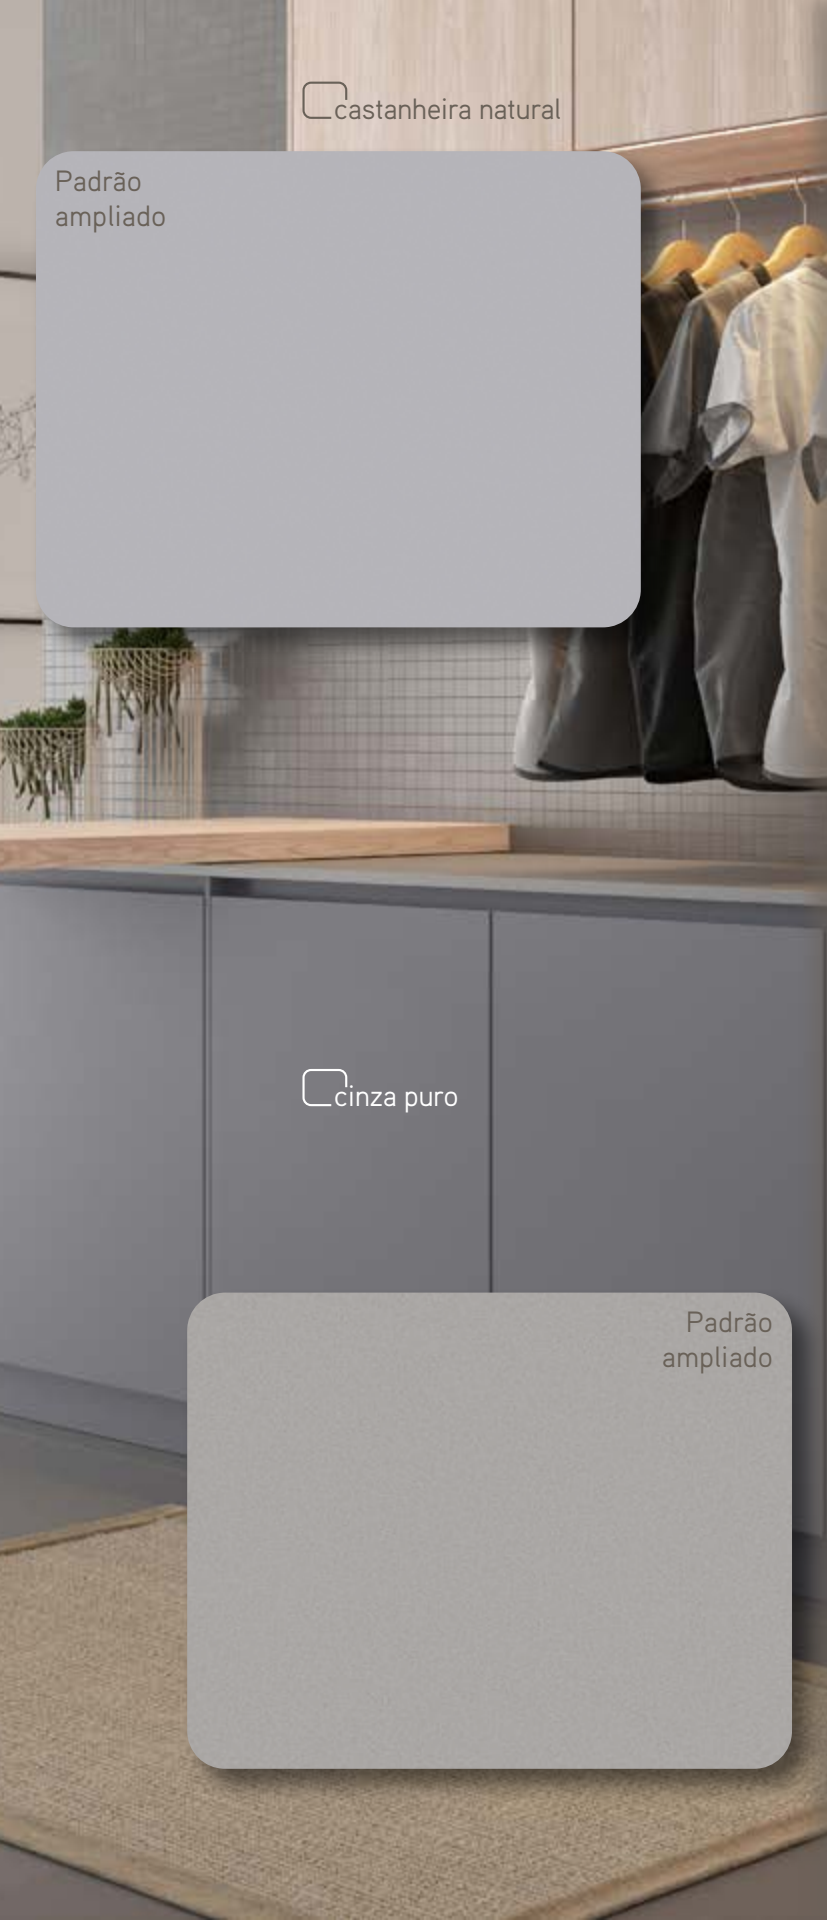 castanheira natural
Padrão
ampliado
cinza puro
Padrão
ampliado